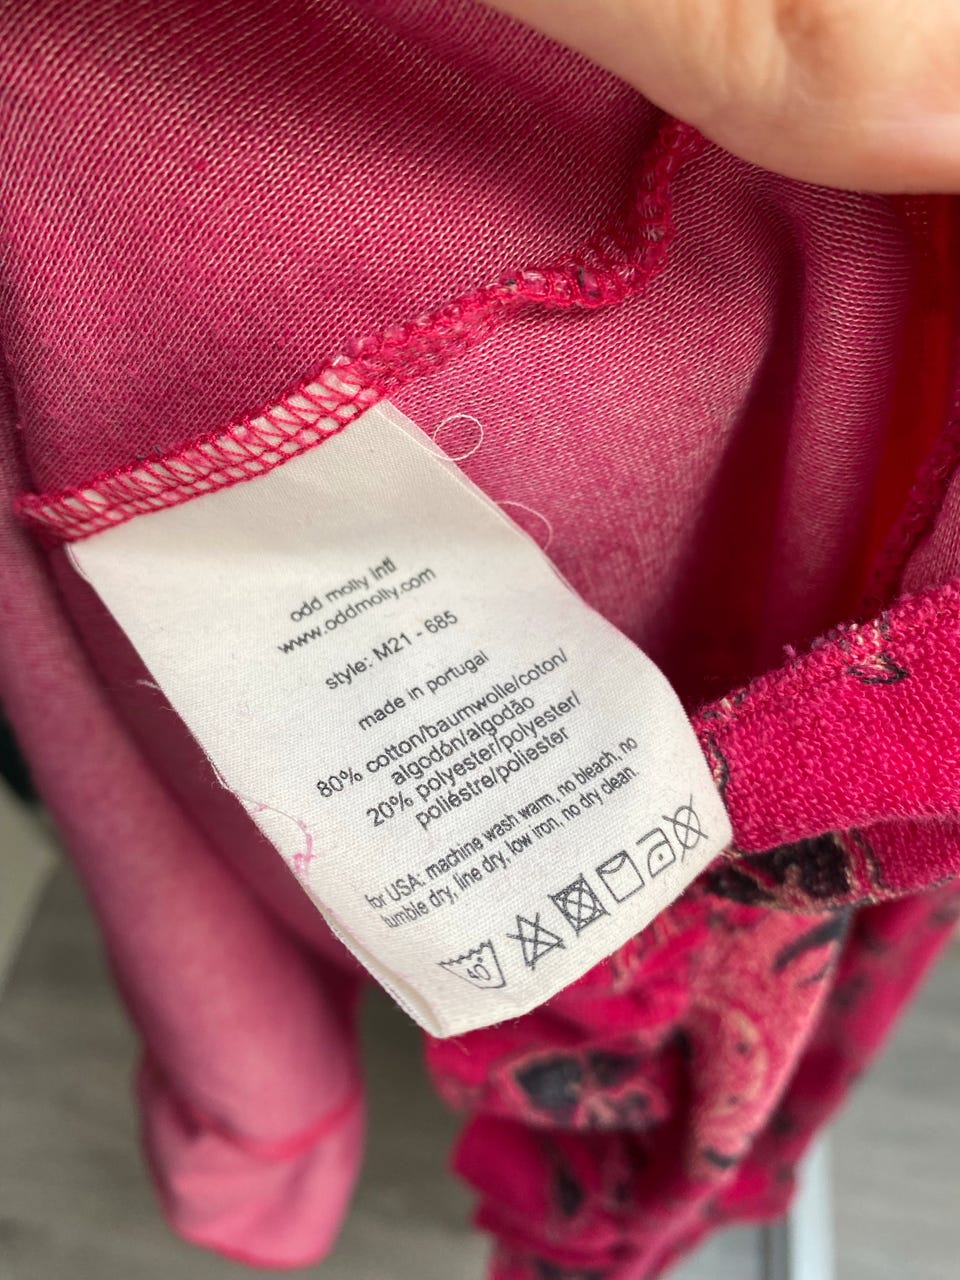 odd molly intl
www.oddmolly.com
style: M21 - 685
made in portugal
80% cotton/baumwolle/coton/
algodón/algodão
20% polyester/polyester/
poliéstre/poliester
for USA: machine wash warm, no bleach, no
tumble dry, line dry, low iron, no dry clean.
40°